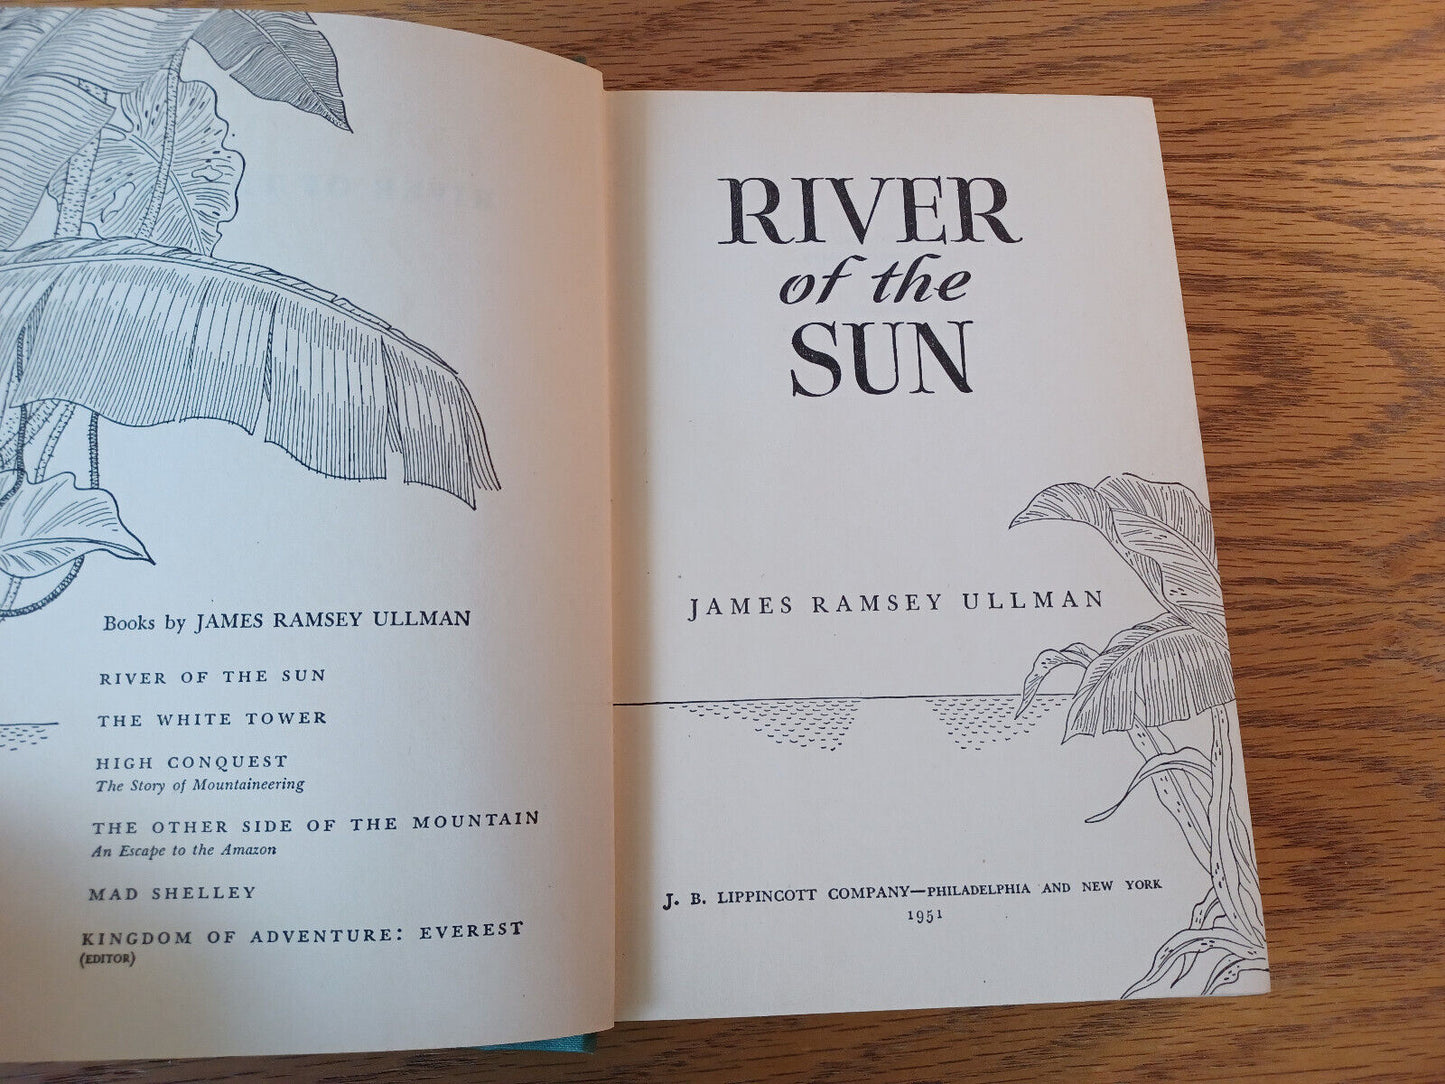 Books by JAMES RAMSEY ULLMAN
RIVER OF THE SUN
THE WHITE TOWER
HIGH CONQUEST
The Story of Mountaineering
THE OTHER SIDE OF THE MOUNTAIN
An Escape to the Amazon
MAD SHELLEY
KINGDOM OF ADVENTURE: EVEREST
(EDITOR)
RIVER
of the
SUN
JAMES RAMSEY ULLMAN
J. B. LIPPINCOTT COMPANY—PHILADELPHIA AND NEW YORK
1951